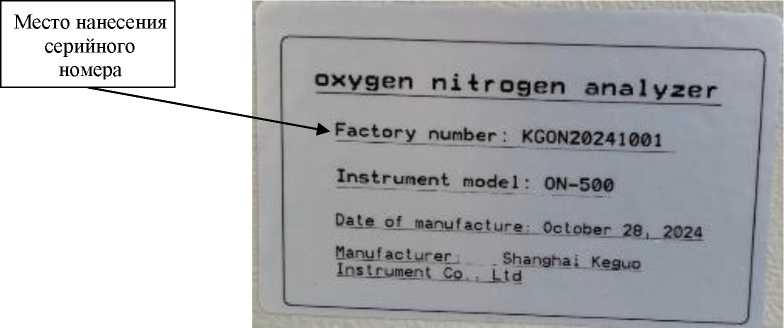 Место нанесения
серийного
номера
oxygen nitrogen analyzer
Factory number: KGON20241001
Instrument model: ON-500
Date of manufacture: October 28, 2024
Manufacturer: Shanghai Keguo
Instrument Co., Ltd